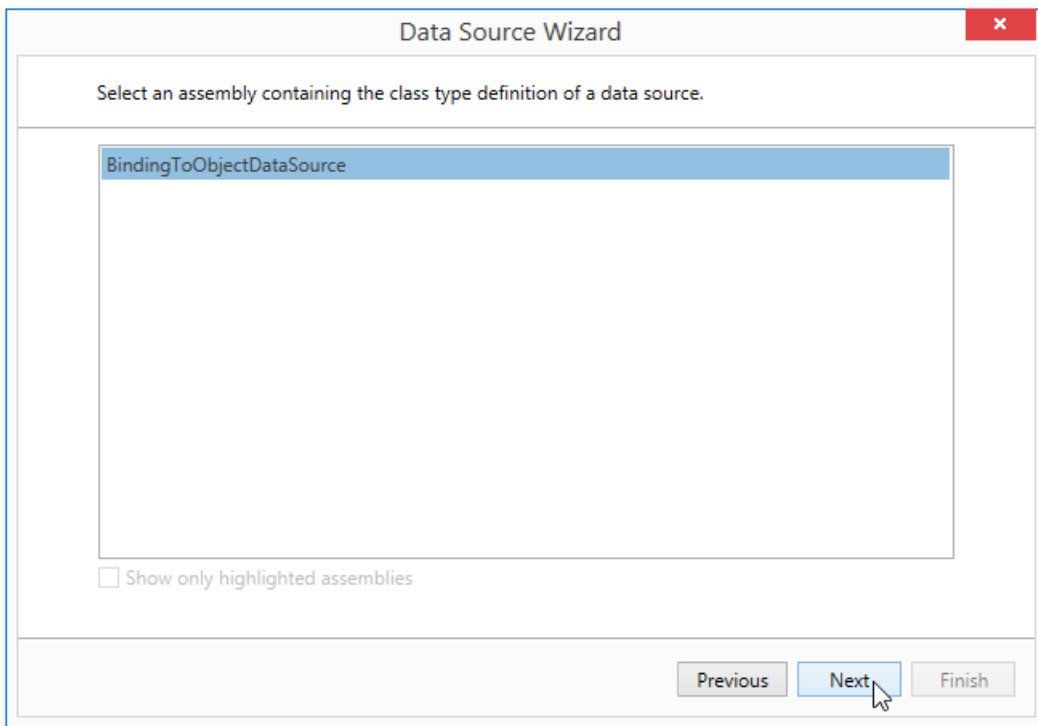 Data Source Wizard
Select an assembly containing the class type definition of a data source.
BindingToObjectDataSource
Show only highlighted assemblies
Previous
Next
Finish